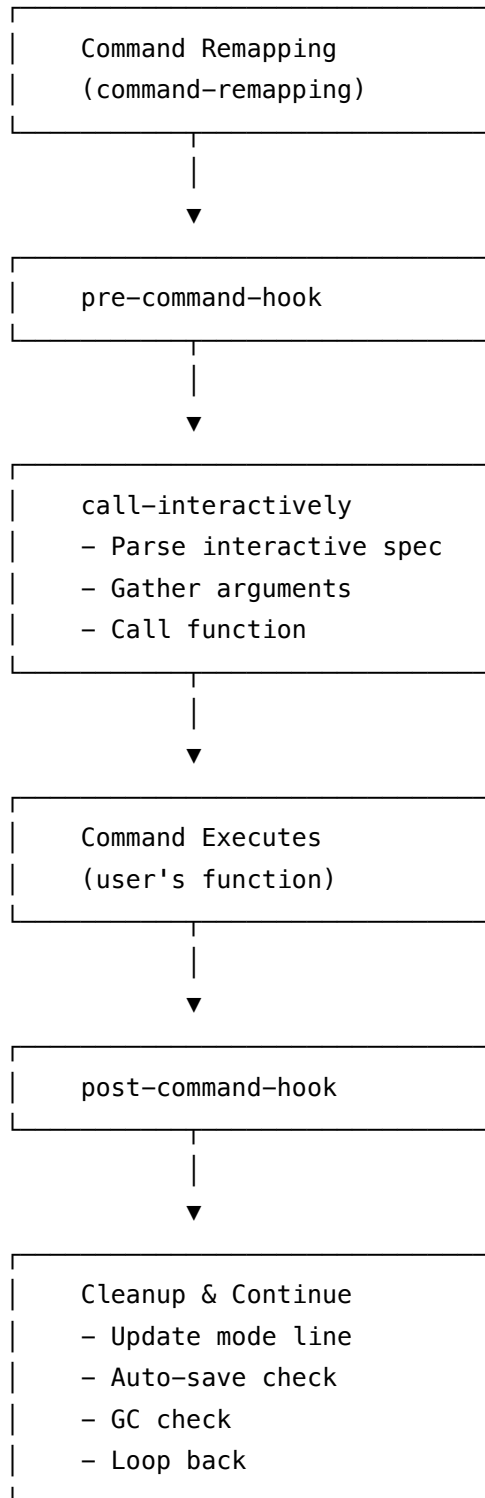 Command Remapping
(command-remapping)
pre-command-hook
call-interactively
- Parse interactive spec
- Gather arguments
- Call function
Command Executes
(user's function)
post-command-hook
Cleanup & Continue
- Update mode line
- Auto-save check
- GC check
- Loop back